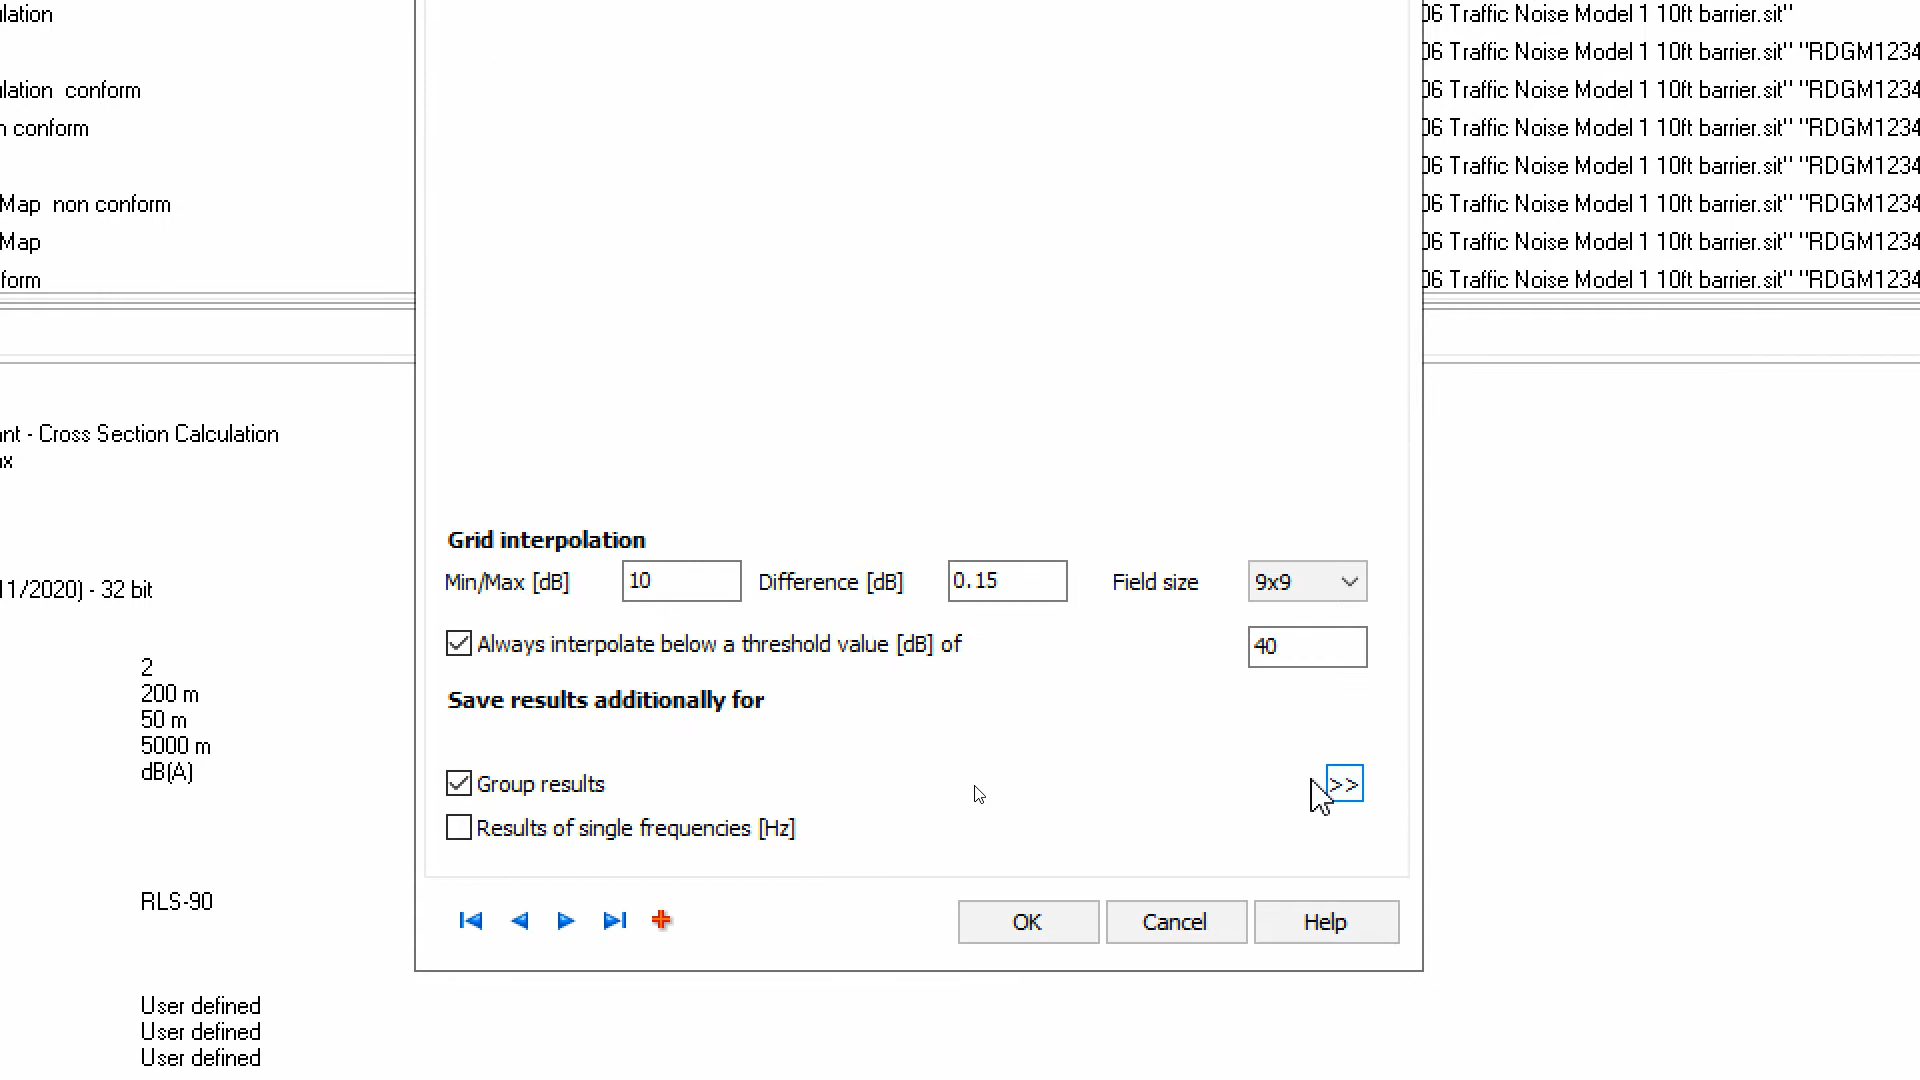 lation
lation conform
n conform
Map non conform
Map
form
06 Traffic Noise Model 1 10ft barrier.sit"
06 Traffic Noise Model 1 10ft barrier.sit" "RDGM1234
06 Traffic Noise Model 1 10ft barrier.sit" "RDGM1234
06 Traffic Noise Model 1 10ft barrier.sit" "RDGM1234
06 Traffic Noise Model 1 10ft barrier.sit" "RDGM1234
06 Traffic Noise Model 1 10ft barrier.sit" "RDGM1234
06 Traffic Noise Model 1 10ft barrier.sit" "RDGM1234
06 Traffic Noise Model 1 10ft barrier.sit" "RDGM1234
nt - Cross Section Calculation
x
11/2020) - 32 bit
2
200 m
50 m
5000 m
dB(A)
RLS-90
User defined
User defined
User defined
Grid interpolation
Min/Max [dB] 10 Difference [dB] 0.15 Field size 9x9
Always interpolate below a threshold value [dB] of 40
Save results additionally for
Group results >>
Results of single frequencies [Hz]
OK Cancel Help